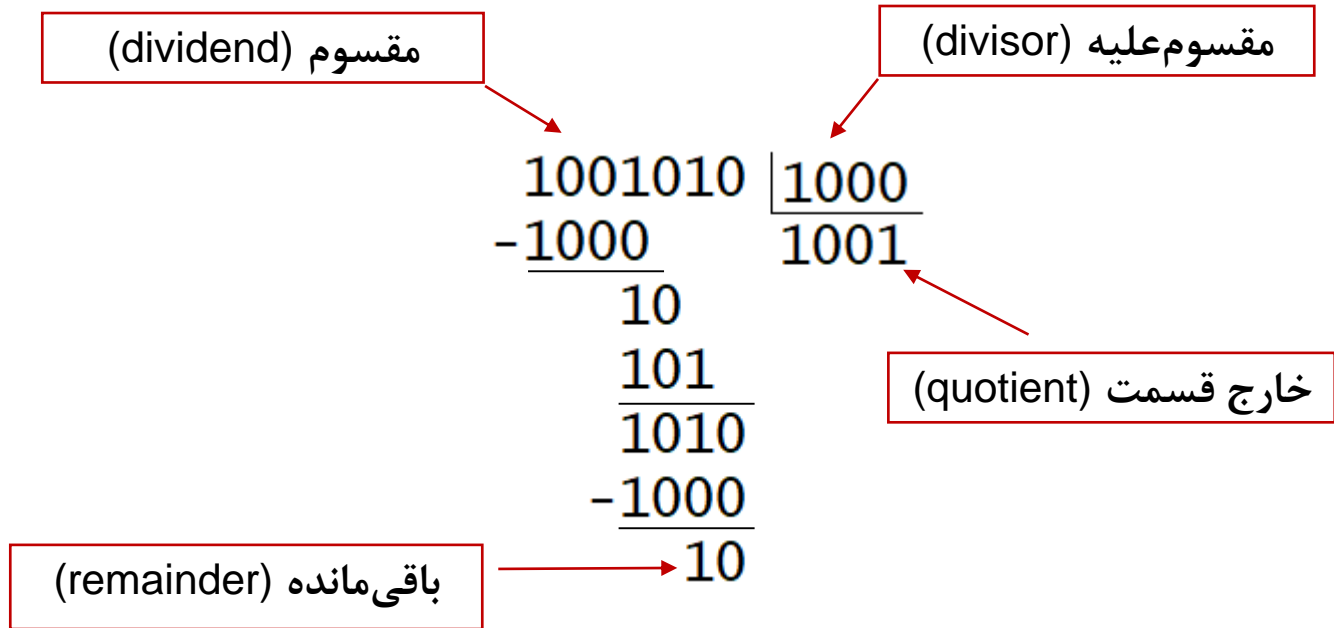 مقسوم (dividend)
مقسوم‌علیه (divisor)
1001010 1000
-1000 1001
10
101
خارج قسمت (quotient)
1010
-1000
10
باقی‌مانده (remainder)